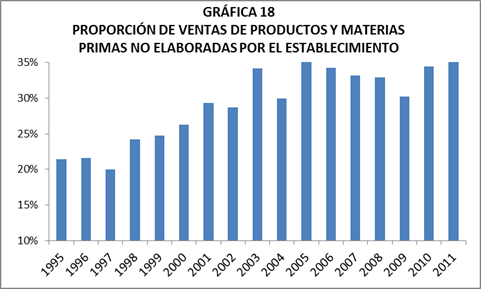 GRÁFICA 18
PROPORCIÓN DE VENTAS DE PRODUCTOS Y MATERIAS
PRIMAS NO ELABORADAS POR EL ESTABLECIMIENTO
35%
30%
25%
20%
15%
10%
1995 1996 1997 1998 1999 2000 2001 2002 2003 2004 2005 2006 2007 2008 2009 2010 2011